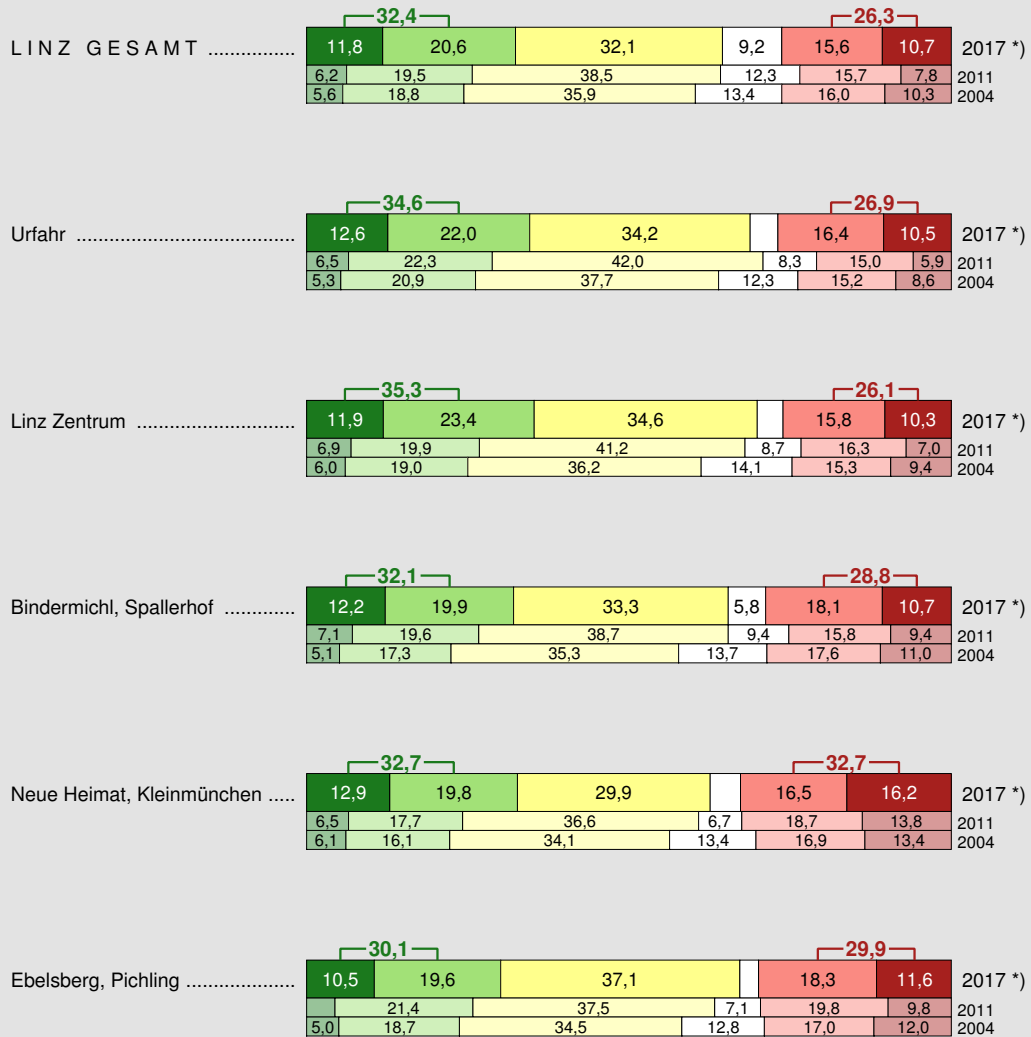 32,4 26,3
L I N Z G E S A M T ............... 11,8 20,6 32,1 9,2 15,6 10,7 2017 *)
6,2 19,5 38,5 12,3 15,7 7,8 2011
5,6 18,8 35,9 13,4 16,0 10,3 2004
34,6 26,9
Urfahr ...................................... 12,6 22,0 34,2 16,4 10,5 2017 *)
6,5 22,3 42,0 8,3 15,0 5,9 2011
5,3 20,9 37,7 12,3 15,2 8,6 2004
35,3 26,1
Linz Zentrum ........................... 11,9 23,4 34,6 15,8 10,3 2017 *)
6,9 19,9 41,2 8,7 16,3 7,0 2011
6,0 19,0 36,2 14,1 15,3 9,4 2004
32,1 28,8
Bindermichl, Spallerhof ............ 12,2 19,9 33,3 5,8 18,1 10,7 2017 *)
7,1 19,6 38,7 9,4 15,8 9,4 2011
5,1 17,3 35,3 13,7 17,6 11,0 2004
32,7 32,7
Neue Heimat, Kleinmünchen ..... 12,9 19,8 29,9 16,5 16,2 2017 *)
6,5 17,7 36,6 6,7 18,7 13,8 2011
6,1 16,1 34,1 13,4 16,9 13,4 2004
30,1 29,9
Ebelsberg, Pichling ................... 10,5 19,6 37,1 18,3 11,6 2017 *)
21,4 37,5 7,1 19,8 9,8 2011
5,0 18,7 34,5 12,8 17,0 12,0 2004